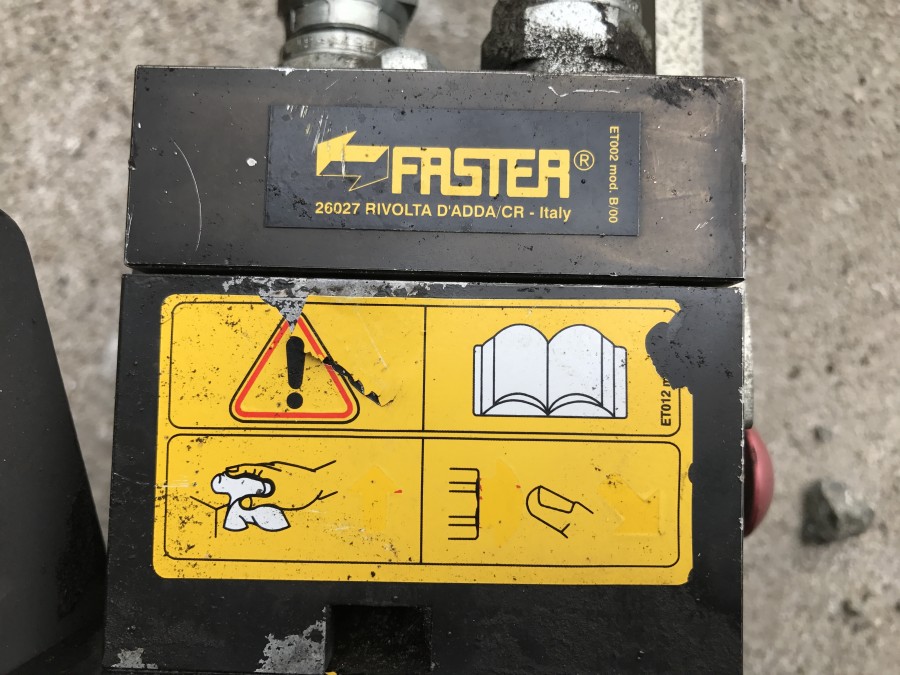 FASTER®
26027 RIVOLTA D'ADDA/CR - Italy
ET002 mod. B/00
ET012